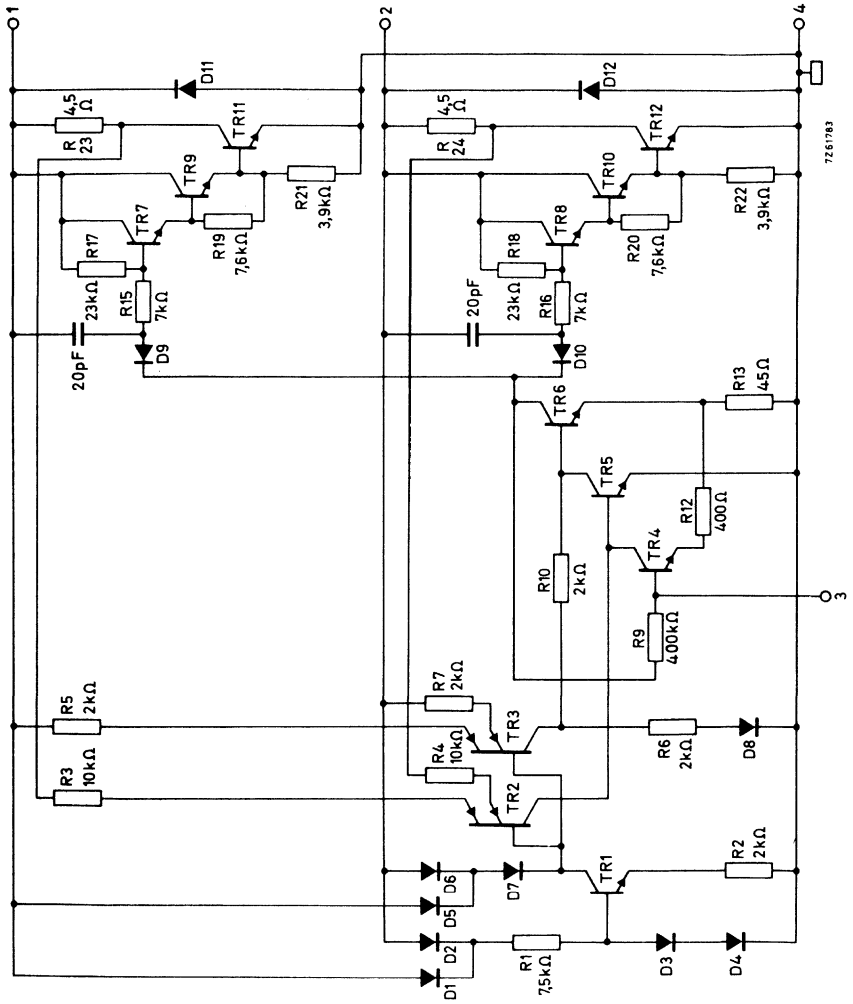 1
2
4
D11
4,5
Ω
R
23
TR11
TR9
R21
3,9kΩ
TR7
R19
7,6kΩ
R17
23kΩ
R15
7kΩ
20pF
D9
D12
4,5
Ω
R
24
TR12
TR10
R22
3,9kΩ
TR8
R20
7,6kΩ
R18
23kΩ
R16
7kΩ
20pF
D10
7Z61783
TR6
R13
45Ω
TR5
R12
400Ω
TR4
R10
2kΩ
R9
400kΩ
3
R5
2kΩ
R3
10kΩ
R7
2kΩ
R4
10kΩ
TR3
TR2
R6
2kΩ
D8
D6
D5
D7
D2
D1
TR1
R2
2kΩ
R1
7,5kΩ
D3
D4